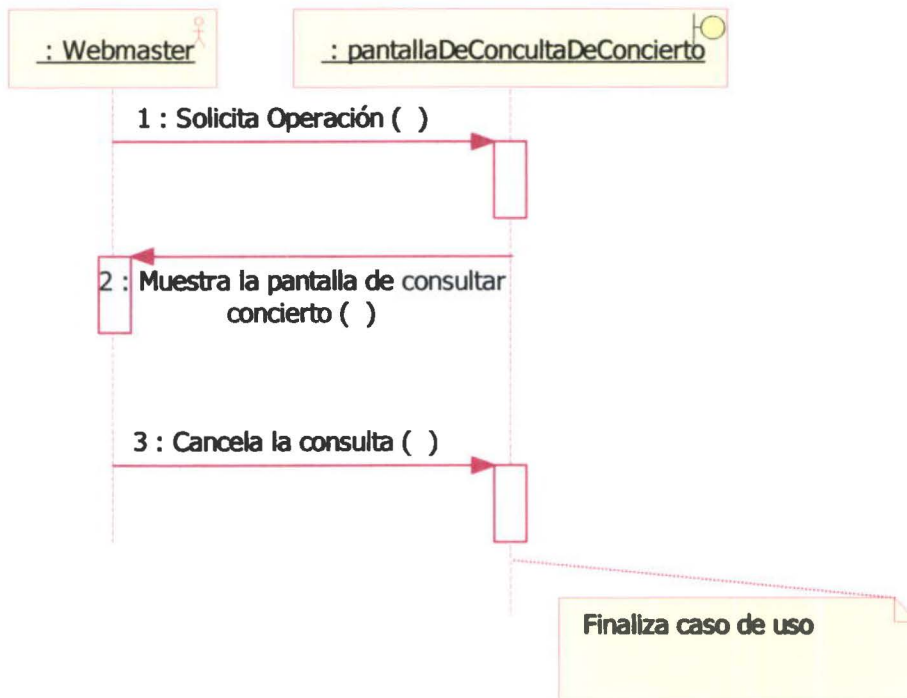 : Webmaster
: pantallaDeConcultaDeConcierto
1 : Solicita Operación ( )
2 : Muestra la pantalla de consultar
concierto ( )
3 : Cancela la consulta ( )
Finaliza caso de uso